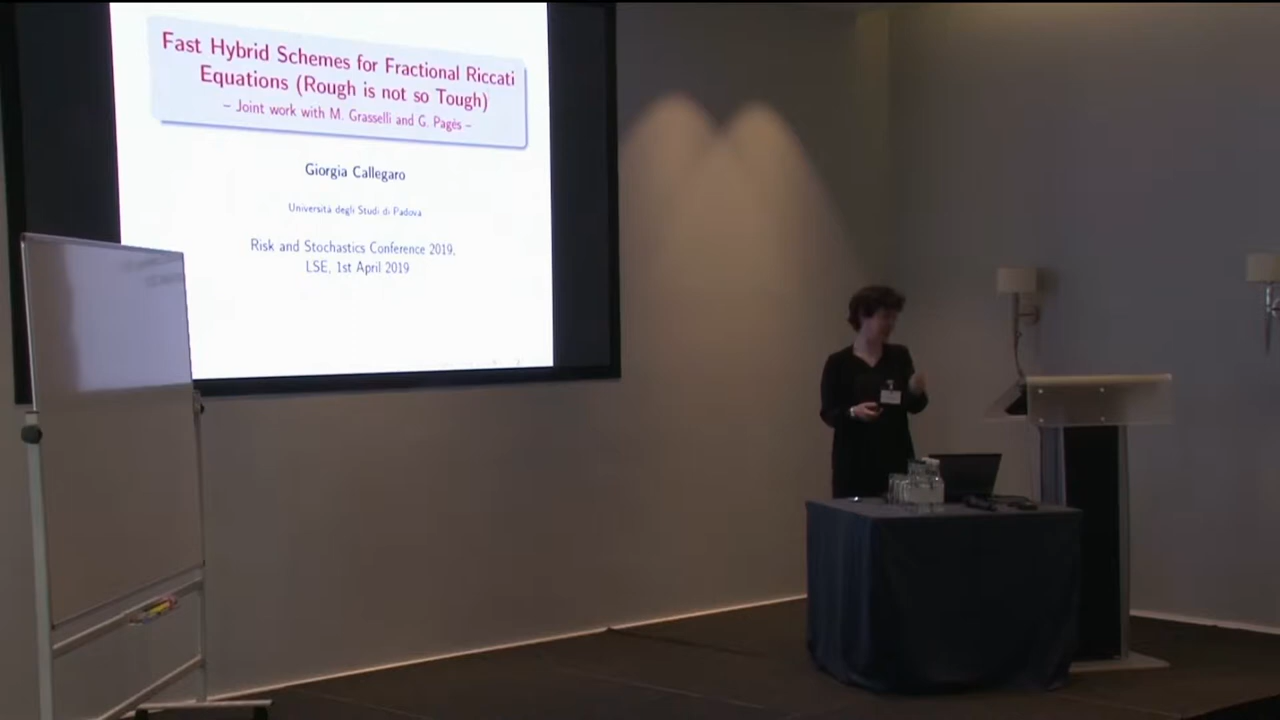 Fast Hybrid Schemes for Fractional Riccati
Equations (Rough is not so Tough)
– Joint work with M. Grasselli and G. Pagès –
Giorgia Callegaro
Università degli Studi di Padova
Risk and Stochastics Conference 2019,
LSE, 1st April 2019